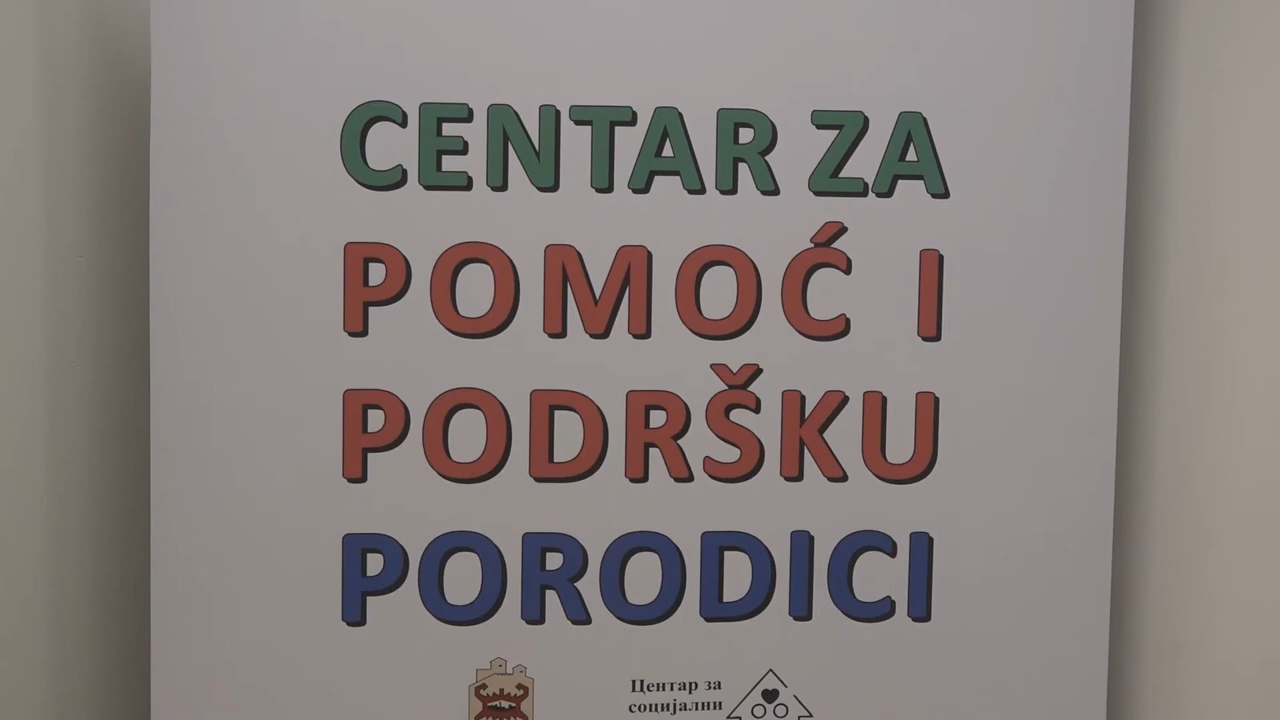 CENTAR ZA
POMOĆ I
PODRŠKU
PORODICI
Центар за
социјални